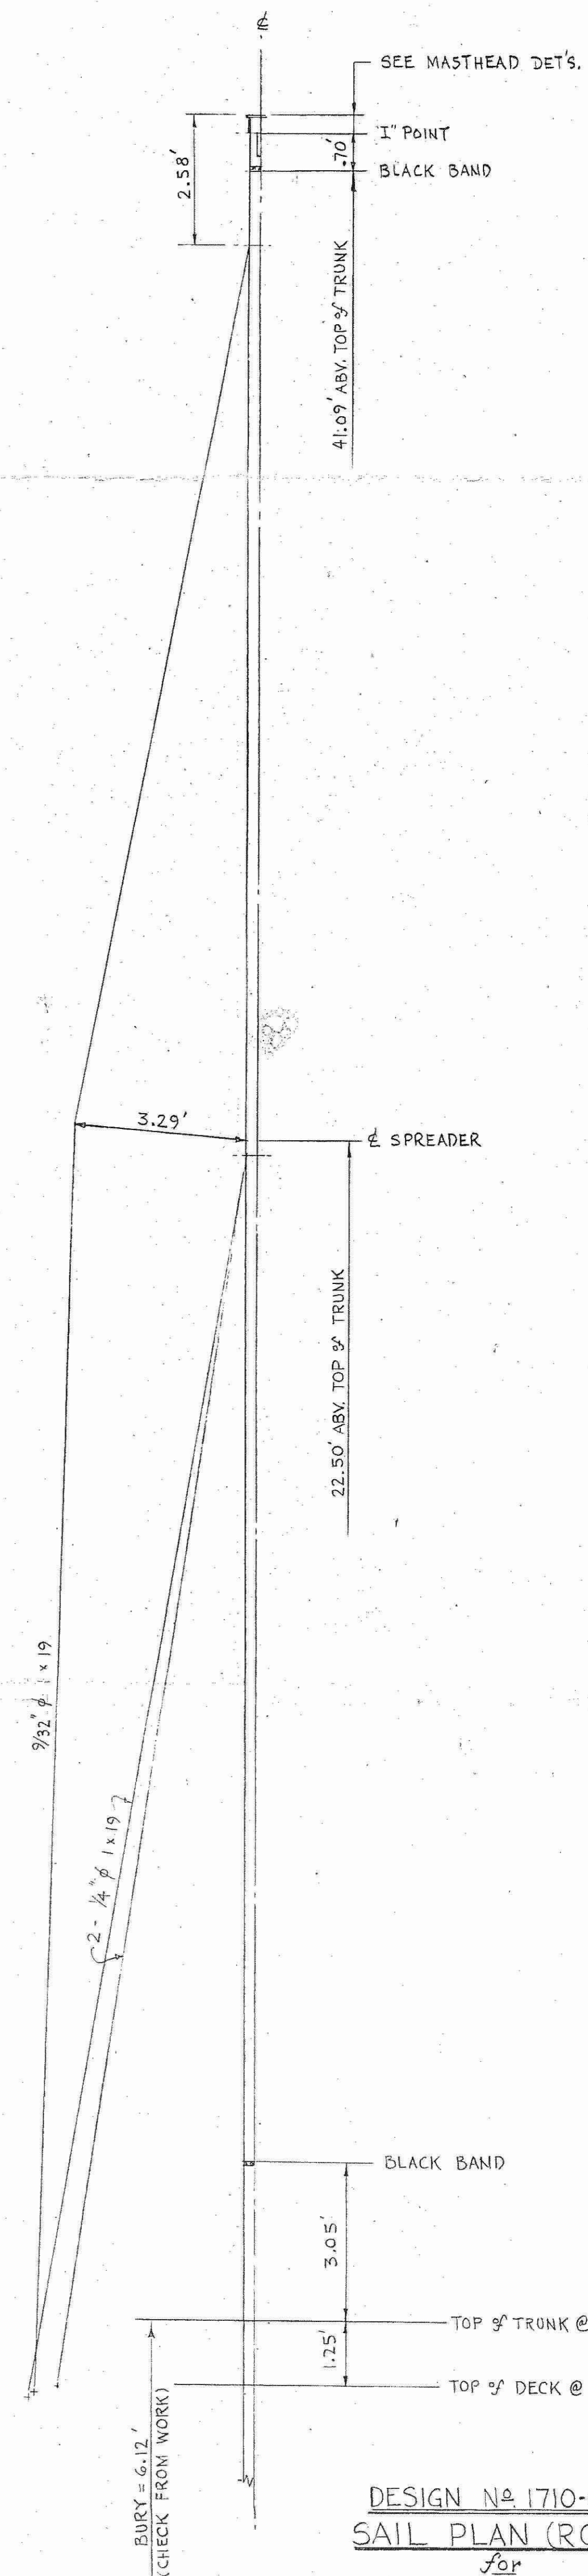 ℄
SEE MASTHEAD DET'S.
"I" POINT
.70'
BLACK BAND
2.58'
41.09' ABV. TOP of TRUNK
3.29'
℄ SPREADER
22.50' ABV. TOP of TRUNK
9/32" ϕ 1 x 19
2 - 1/4" ϕ 1 x 19
BLACK BAND
3.05'
TOP of TRUNK @
1.25'
TOP of DECK @
BURY = 6.12'
(CHECK FROM WORK)
DESIGN Nº 1710-
SAIL PLAN (RO
for